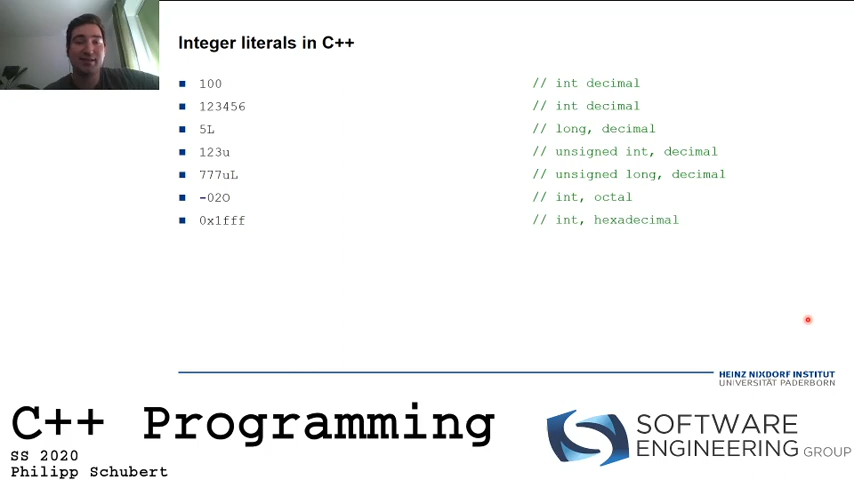 Integer literals in C++
100 // int decimal
123456 // int decimal
5L // long, decimal
123u // unsigned int, decimal
777uL // unsigned long, decimal
-02O // int, octal
0x1fff // int, hexadecimal
HEINZ NIXDORF INSTITUT
UNIVERSITÄT PADERBORN
C++ Programming
SS 2020
Philipp Schubert
SOFTWARE
ENGINEERING GROUP